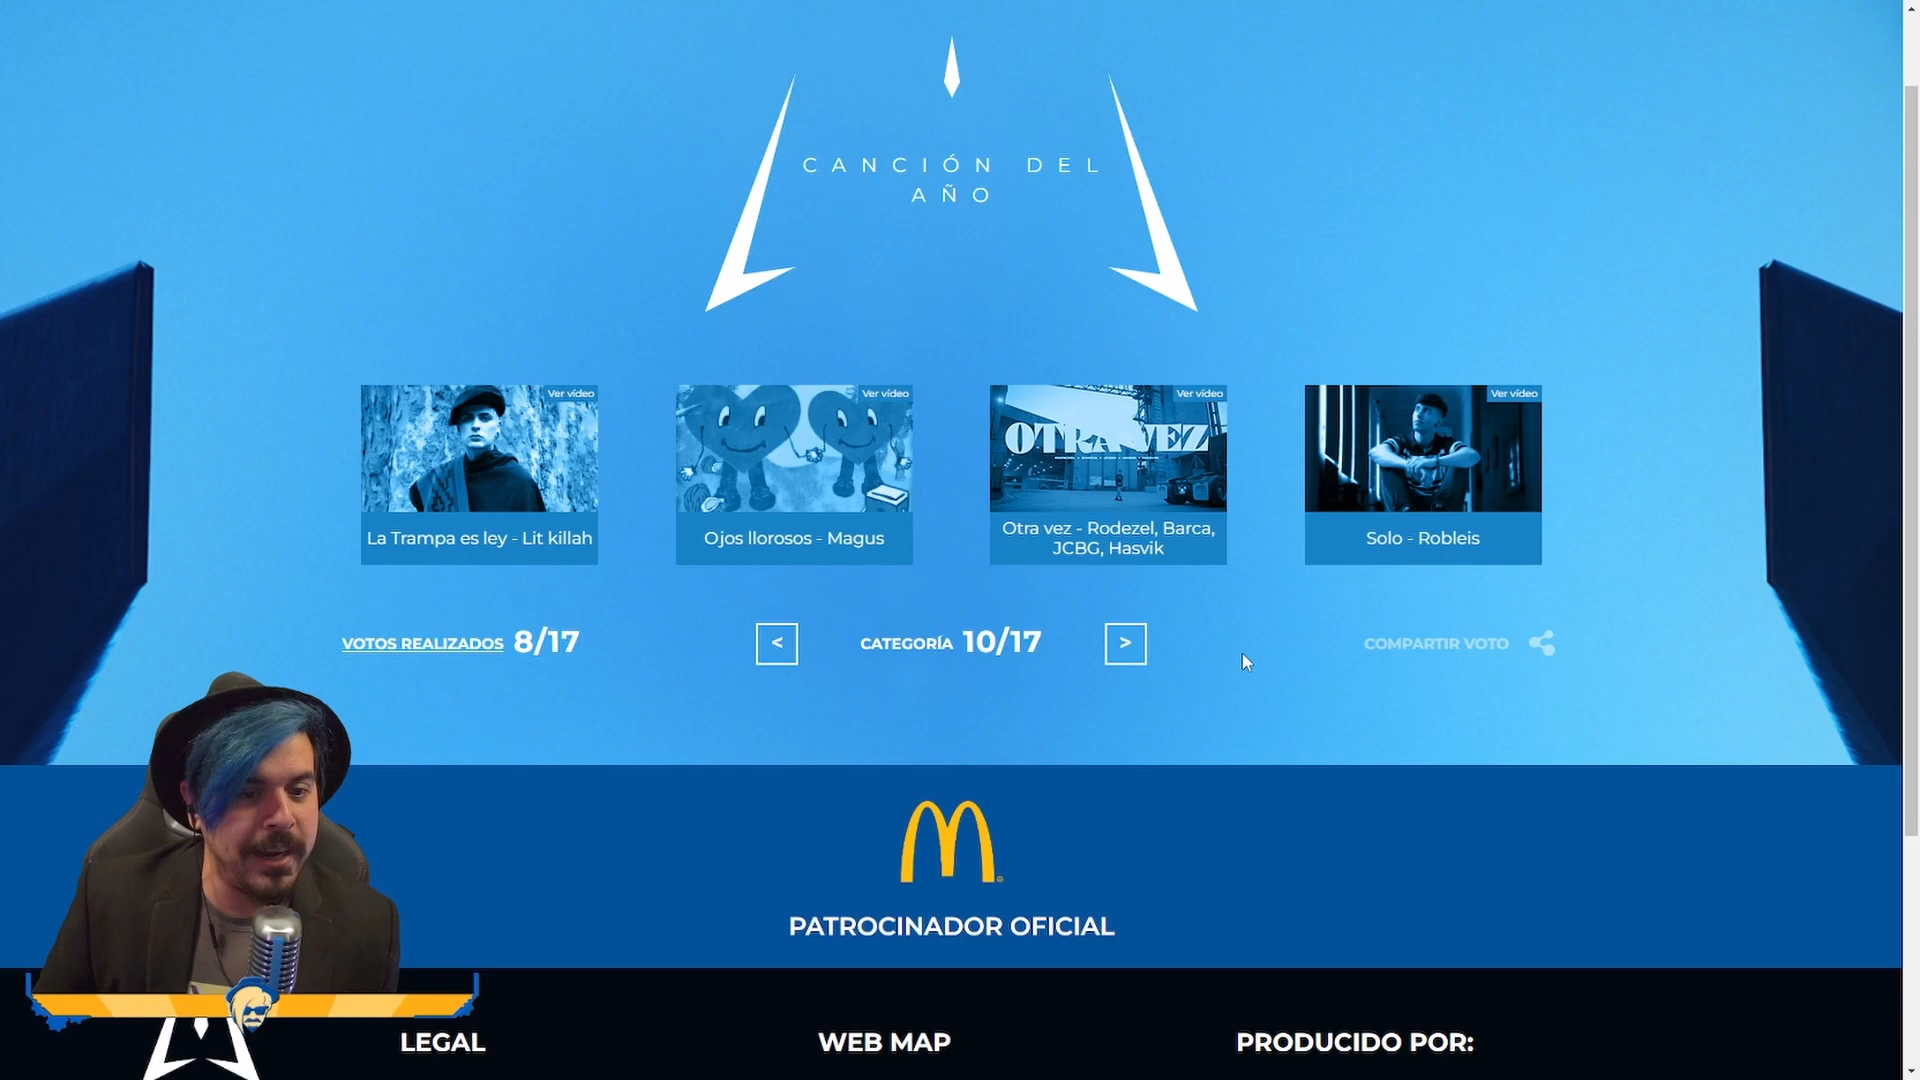 CANCIÓN DEL
AÑO
Ver vídeo
Ver vídeo
Ver vídeo
Ver vídeo
OTRA VEZ
La Trampa es ley - Lit killah
Ojos llorosos - Magus
Otra vez - Rodezel, Barca,
JCBG, Hasvik
Solo - Robleis
VOTOS REALIZADOS 8/17
<
CATEGORÍA 10/17
>
COMPARTIR VOTO
PATROCINADOR OFICIAL
LEGAL
WEB MAP
PRODUCIDO POR: